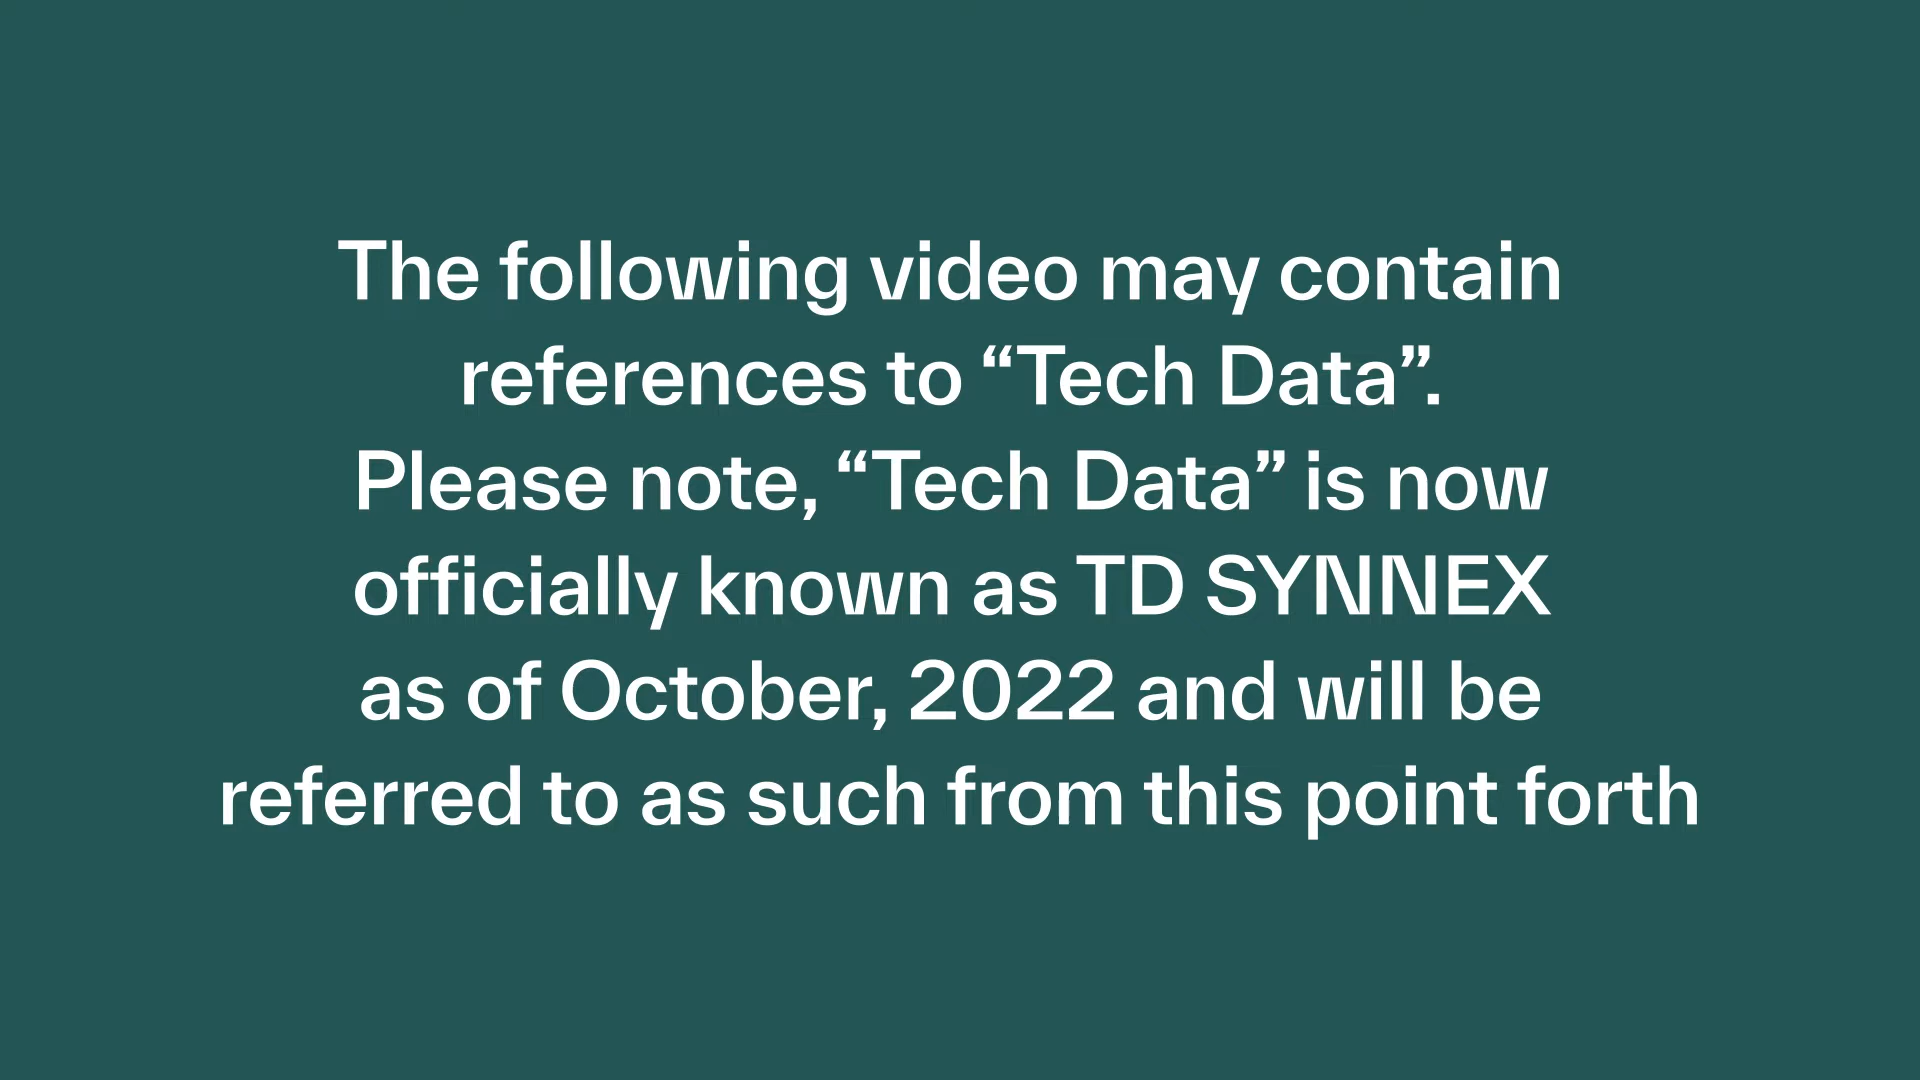 The following video may contain
references to “Tech Data”.
Please note, “Tech Data” is now
officially known as TD SYNNEX
as of October, 2022 and will be
referred to as such from this point forth